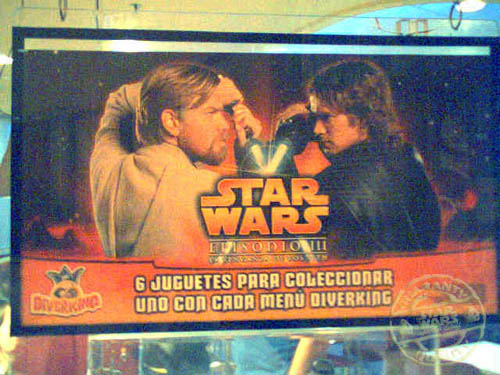 STAR
WARS
EPISODIO III
6 JUGUETES PARA COLECCIONAR
UNO CON CADA MENÚ DIVERKING
DIVERKING